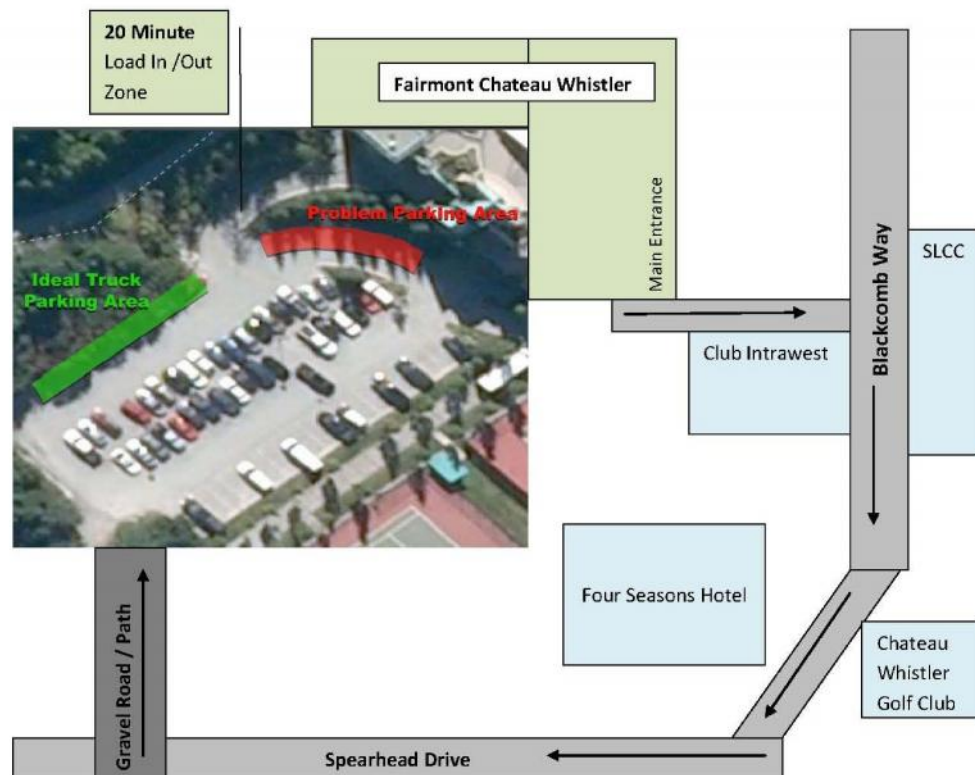 20 Minute
Load In /Out
Zone
Fairmont Chateau Whistler
Main Entrance
Problem Parking Area
Ideal Truck
Parking Area
SLCC
Club Intrawest
Blackcomb Way
Four Seasons Hotel
Chateau
Whistler
Golf Club
Gravel Road / Path
Spearhead Drive